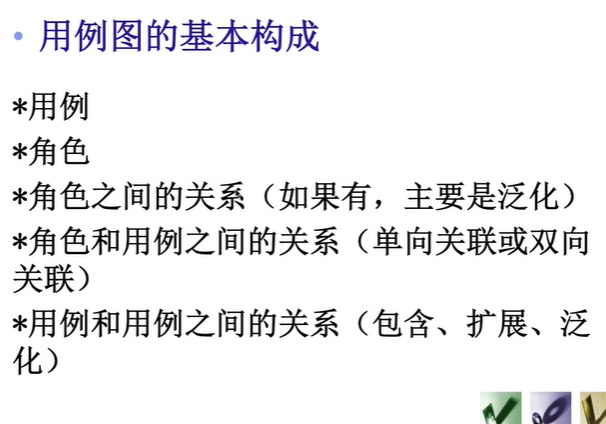 • 用例图的基本构成
*用例
*角色
*角色之间的关系（如果有，主要是泛化）
*角色和用例之间的关系（单向关联或双向
关联）
*用例和用例之间的关系（包含、扩展、泛
化）